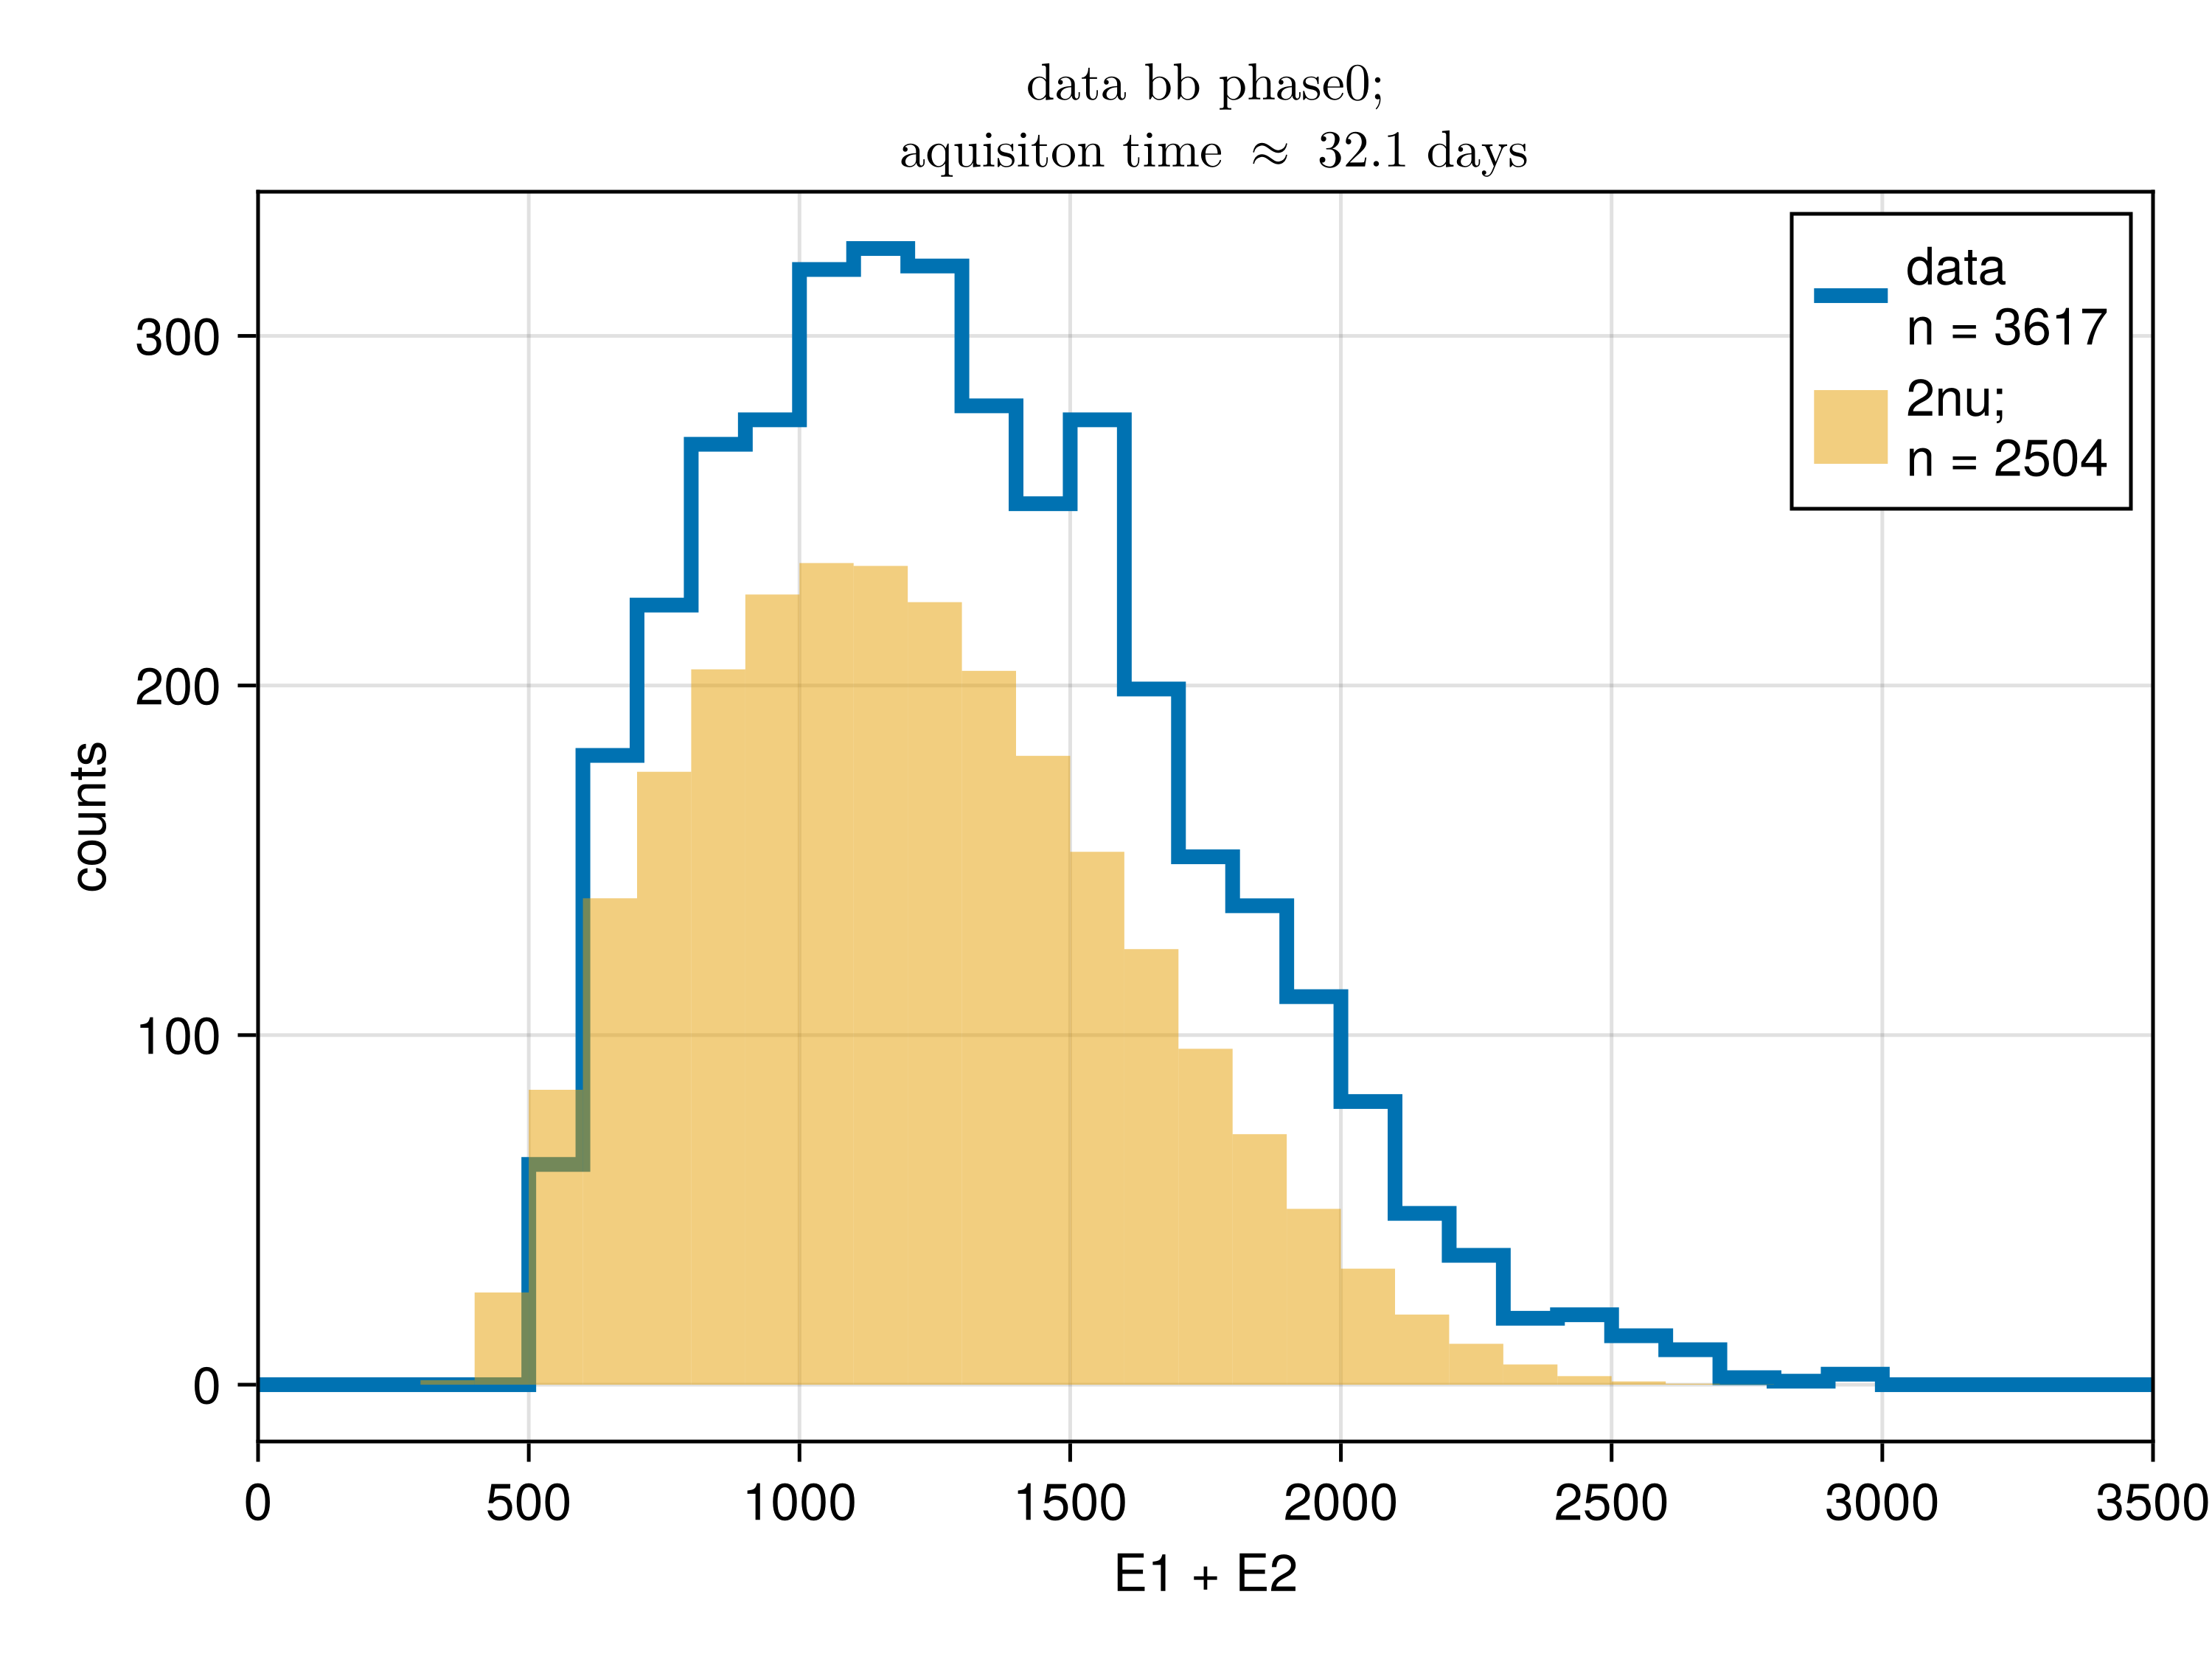 data bb phase0;
aquisiton time ≈ 32.1 days
data
n = 3617
2nu;
n = 2504
counts
300
200
100
0
0 500 1000 1500 2000 2500 3000 3500
E1 + E2